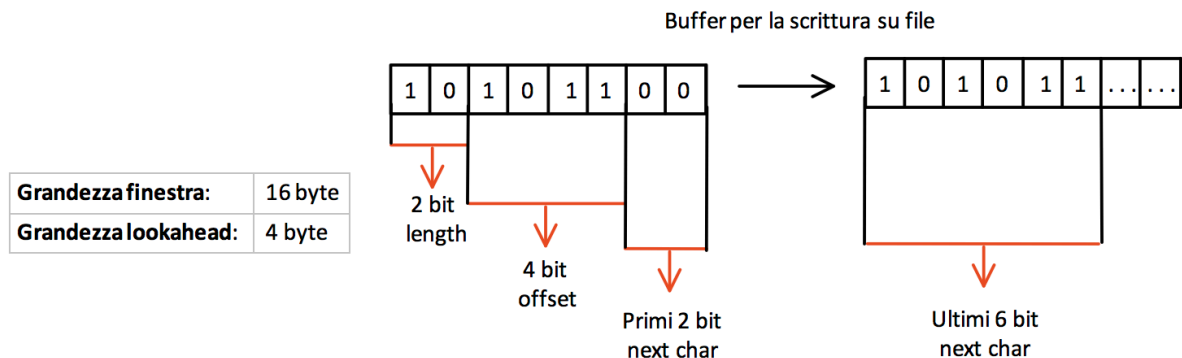 Buffer per la scrittura su file
1 0 1 0 1 1 0 0
1 0 1 0 1 1 ... ...
Grandezza finestra: 16 byte
Grandezza lookahead: 4 byte
2 bit
length
4 bit
offset
Primi 2 bit
next char
Ultimi 6 bit
next char